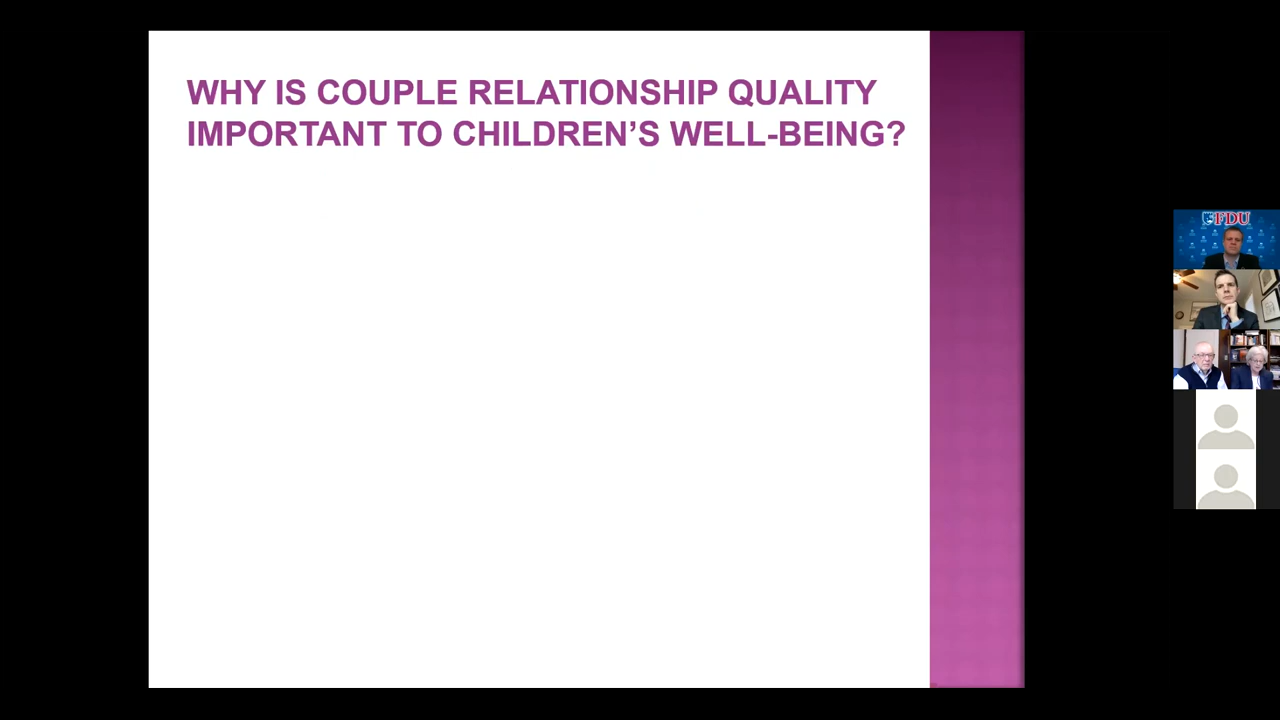 WHY IS COUPLE RELATIONSHIP QUALITY
IMPORTANT TO CHILDREN’S WELL-BEING?
FDU